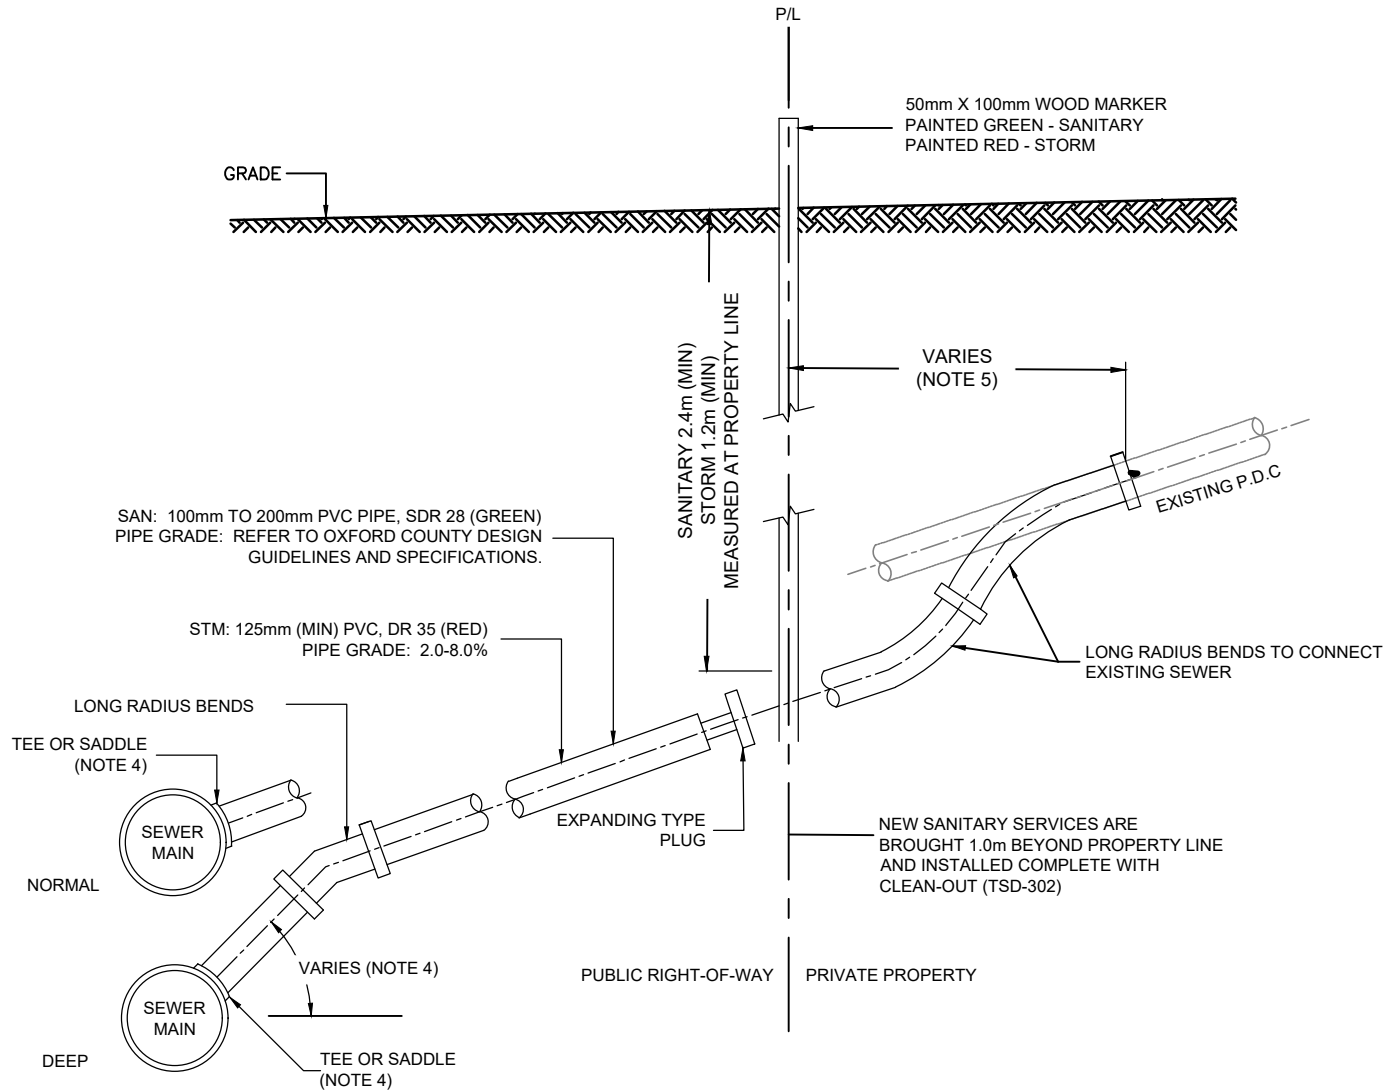 P/L
50mm X 100mm WOOD MARKER
PAINTED GREEN - SANITARY
PAINTED RED - STORM
GRADE
SANITARY 2.4m (MIN)
STORM 1.2m (MIN)
MEASURED AT PROPERTY LINE
VARIES
(NOTE 5)
EXISTING P.D.C
SAN: 100mm TO 200mm PVC PIPE, SDR 28 (GREEN)
PIPE GRADE: REFER TO OXFORD COUNTY DESIGN
GUIDELINES AND SPECIFICATIONS.
STM: 125mm (MIN) PVC, DR 35 (RED)
PIPE GRADE: 2.0-8.0%
LONG RADIUS BENDS TO CONNECT
EXISTING SEWER
LONG RADIUS BENDS
TEE OR SADDLE
(NOTE 4)
SEWER
MAIN
NORMAL
EXPANDING TYPE
PLUG
NEW SANITARY SERVICES ARE
BROUGHT 1.0m BEYOND PROPERTY LINE
AND INSTALLED COMPLETE WITH
CLEAN-OUT (TSD-302)
VARIES (NOTE 4)
PUBLIC RIGHT-OF-WAY
PRIVATE PROPERTY
SEWER
MAIN
DEEP
TEE OR SADDLE
(NOTE 4)